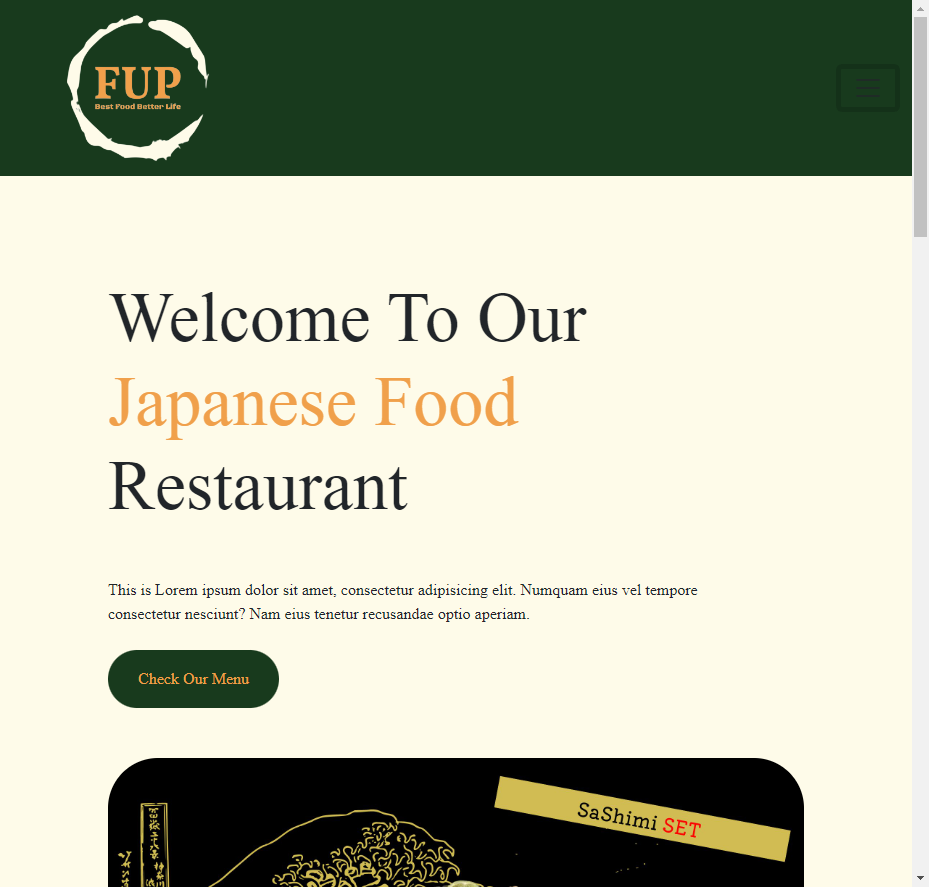 FUP
Best Food Better Life
Welcome To Our
Japanese Food
Restaurant
This is Lorem ipsum dolor sit amet, consectetur adipisicing elit. Numquam eius vel tempore
consectetur nesciunt? Nam eius tenetur recusandae optio aperiam.
Check Our Menu
SaShimi SET